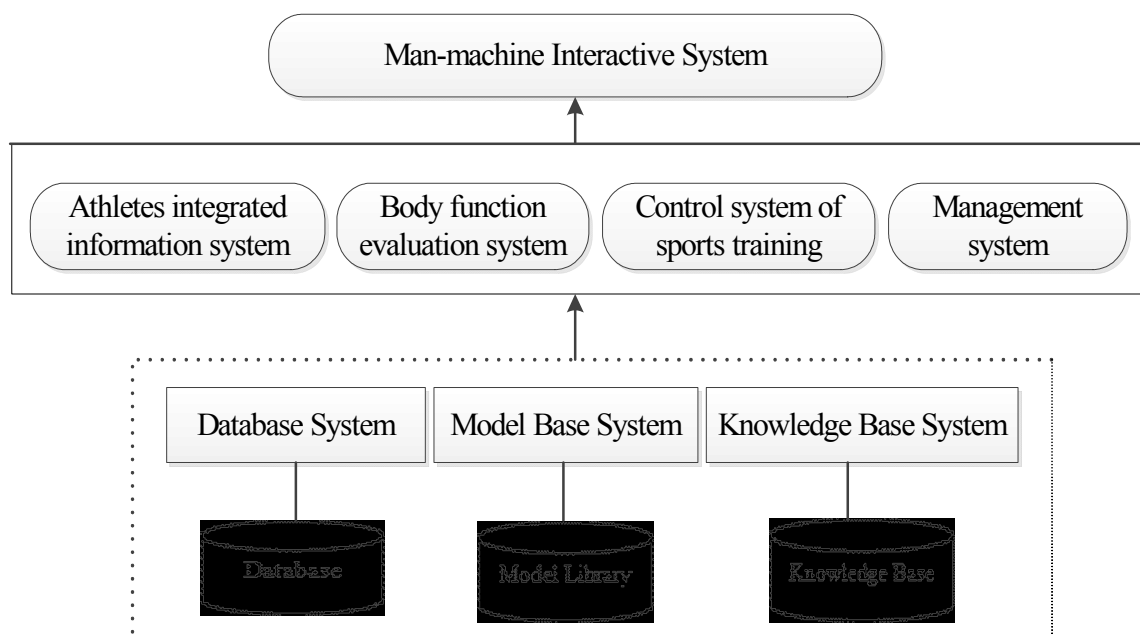 Man-machine Interactive System
Athletes integrated
information system
Body function
evaluation system
Control system of
sports training
Management
system
Database System
Model Base System
Knowledge Base System
Database
Model Library
Knowledge Base